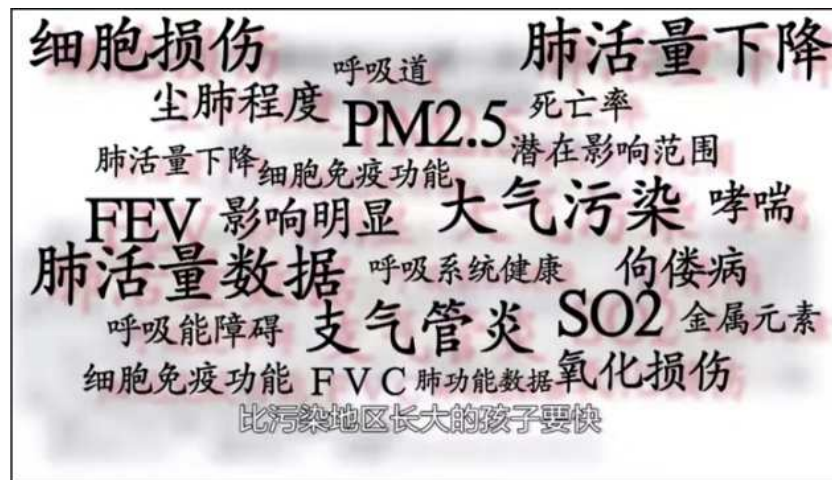 细胞损伤 呼吸道 肺活量下降
尘肺程度 PM2.5 死亡率
肺活量下降 细胞免疫功能 潜在影响范围
FEV 影响明显 大气污染 哮喘
肺活量数据 呼吸系统健康 佝偻病
呼吸能障碍 支气管炎 SO2 金属元素
细胞免疫功能 FVC 肺功能数据 氧化损伤
比污染地区长大的孩子要快